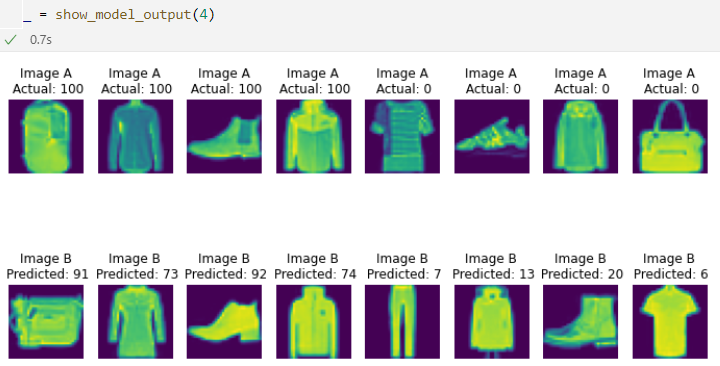 _ = show_model_output(4)
0.7s
Image A Image A Image A Image A Image A Image A Image A Image A
Actual: 100 Actual: 100 Actual: 100 Actual: 100 Actual: 0 Actual: 0 Actual: 0 Actual: 0
Image B Image B Image B Image B Image B Image B Image B Image B
Predicted: 91 Predicted: 73 Predicted: 92 Predicted: 74 Predicted: 7 Predicted: 13 Predicted: 20 Predicted: 6